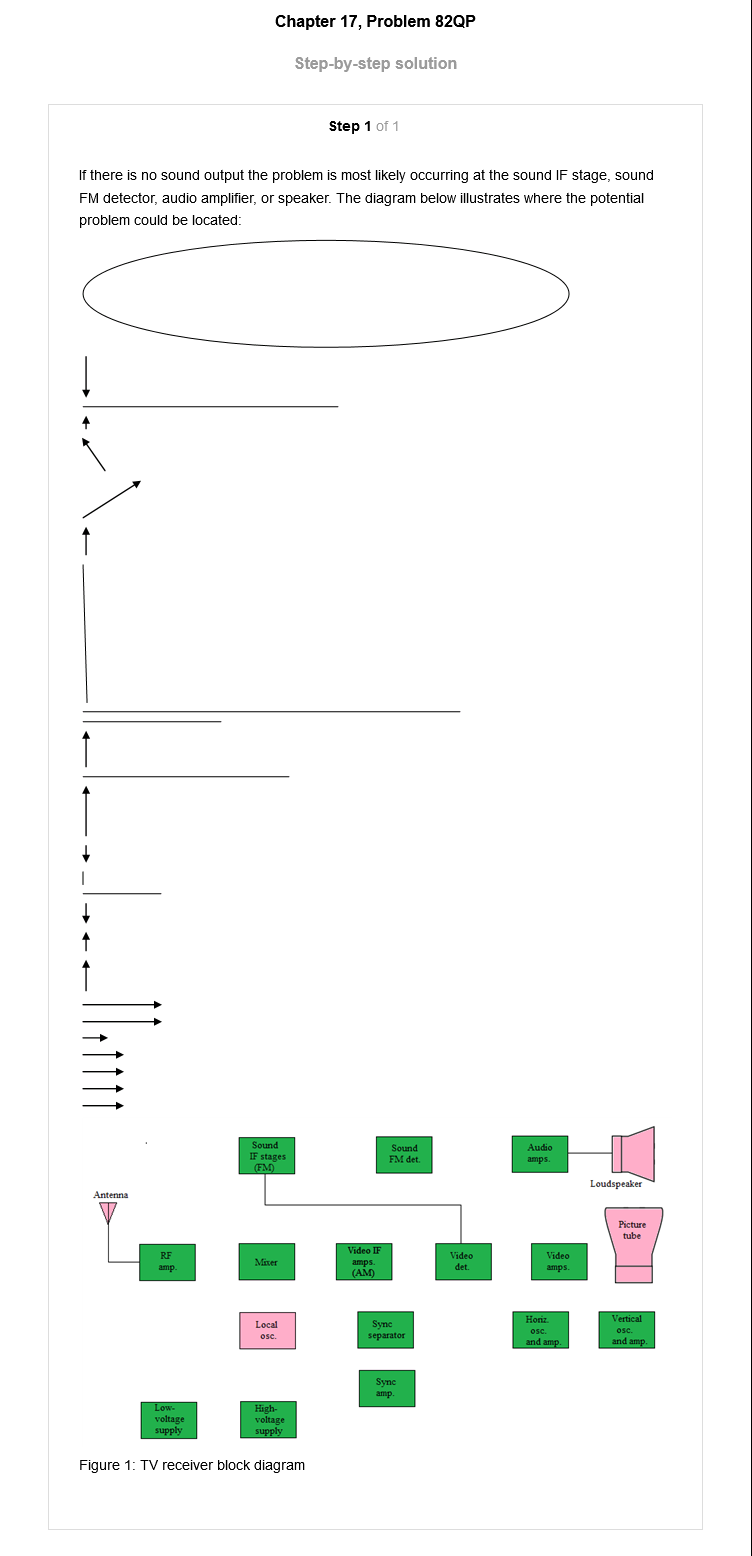 Chapter 17, Problem 82QP
Step-by-step solution
Step 1 of 1
If there is no sound output the problem is most likely occurring at the sound IF stage, sound
FM detector, audio amplifier, or speaker. The diagram below illustrates where the potential
problem could be located:
Sound
IF stages
(FM)
Sound
FM det.
Audio
amps.
Loudspeaker
Antenna
RF
amp.
Mixer
Video IF
amps.
(AM)
Video
det.
Video
amps.
Picture
tube
Local
osc.
Sync
separator
Horiz.
osc.
and amp.
Vertical
osc.
and amp.
Sync
amp.
Low-
voltage
supply
High-
voltage
supply
Figure 1: TV receiver block diagram